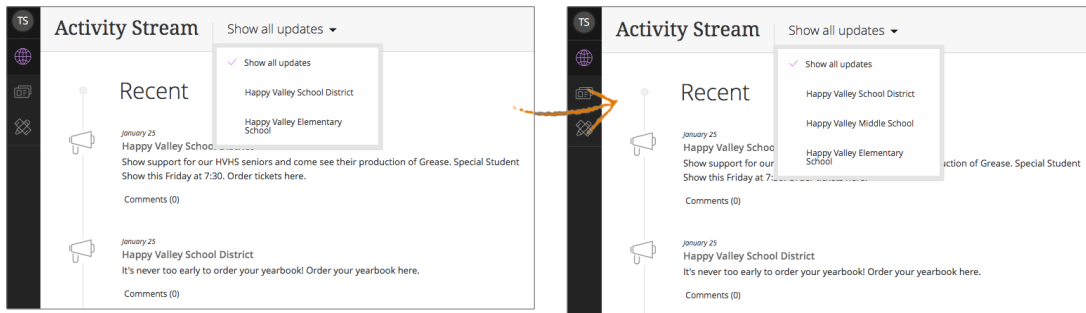 TS
Activity Stream
Show all updates
Show all updates
Happy Valley School District
Happy Valley Elementary
School
Recent
January 25
Happy Valley School District
Show support for our HVHS seniors and come see their production of Grease. Special Student
Show this Friday at 7:30. Order tickets here.
Comments (0)
January 25
Happy Valley School District
It's never too early to order your yearbook! Order your yearbook here.
Comments (0)
TS
Activity Stream
Show all updates
Show all updates
Happy Valley School District
Happy Valley Middle School
Happy Valley Elementary
School
Recent
January 25
Happy Valley Schoo
Show support for our uction of Grease. Special Student
Show this Friday at 7:
Comments (0)
January 25
Happy Valley School District
It's never too early to order your yearbook! Order your yearbook here.
Comments (0)